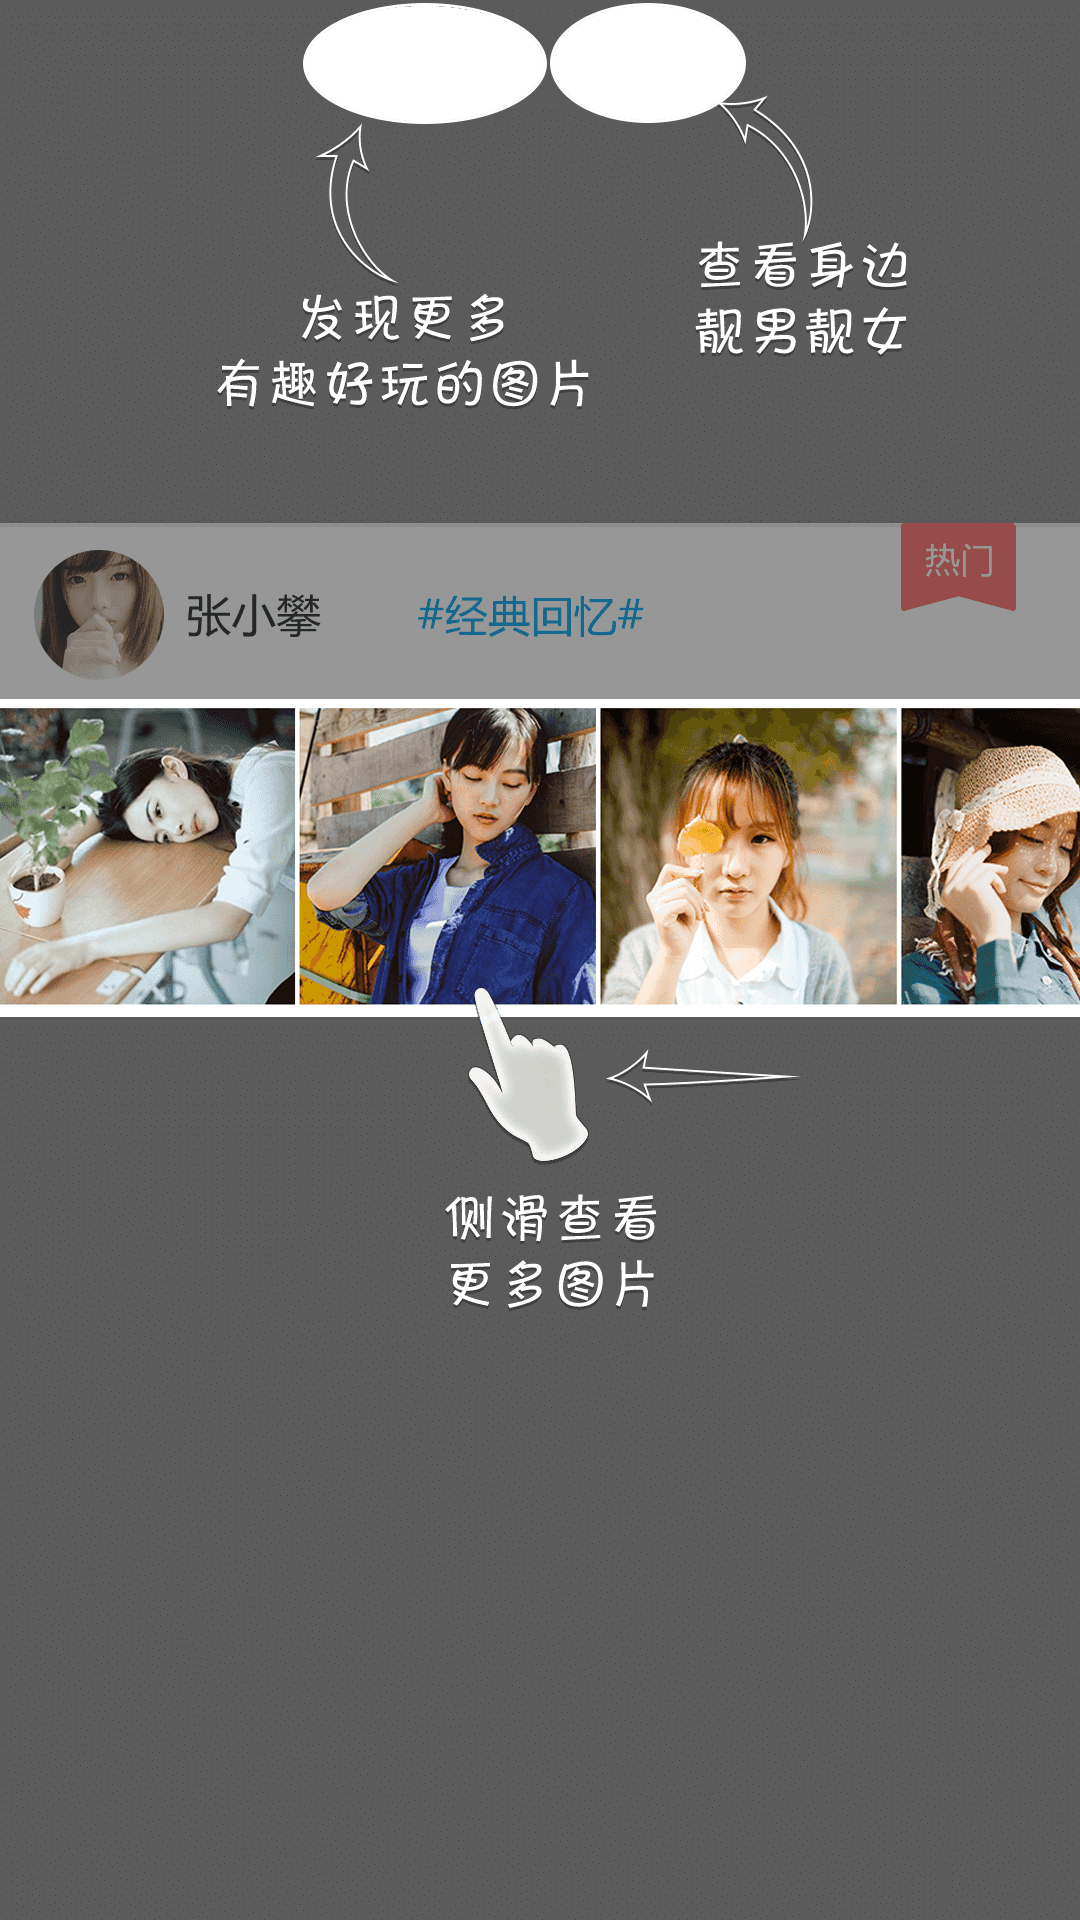 查看身边
靓男靓女
发现更多
有趣好玩的图片
热门
张小攀 #经典回忆#
侧滑查看
更多图片